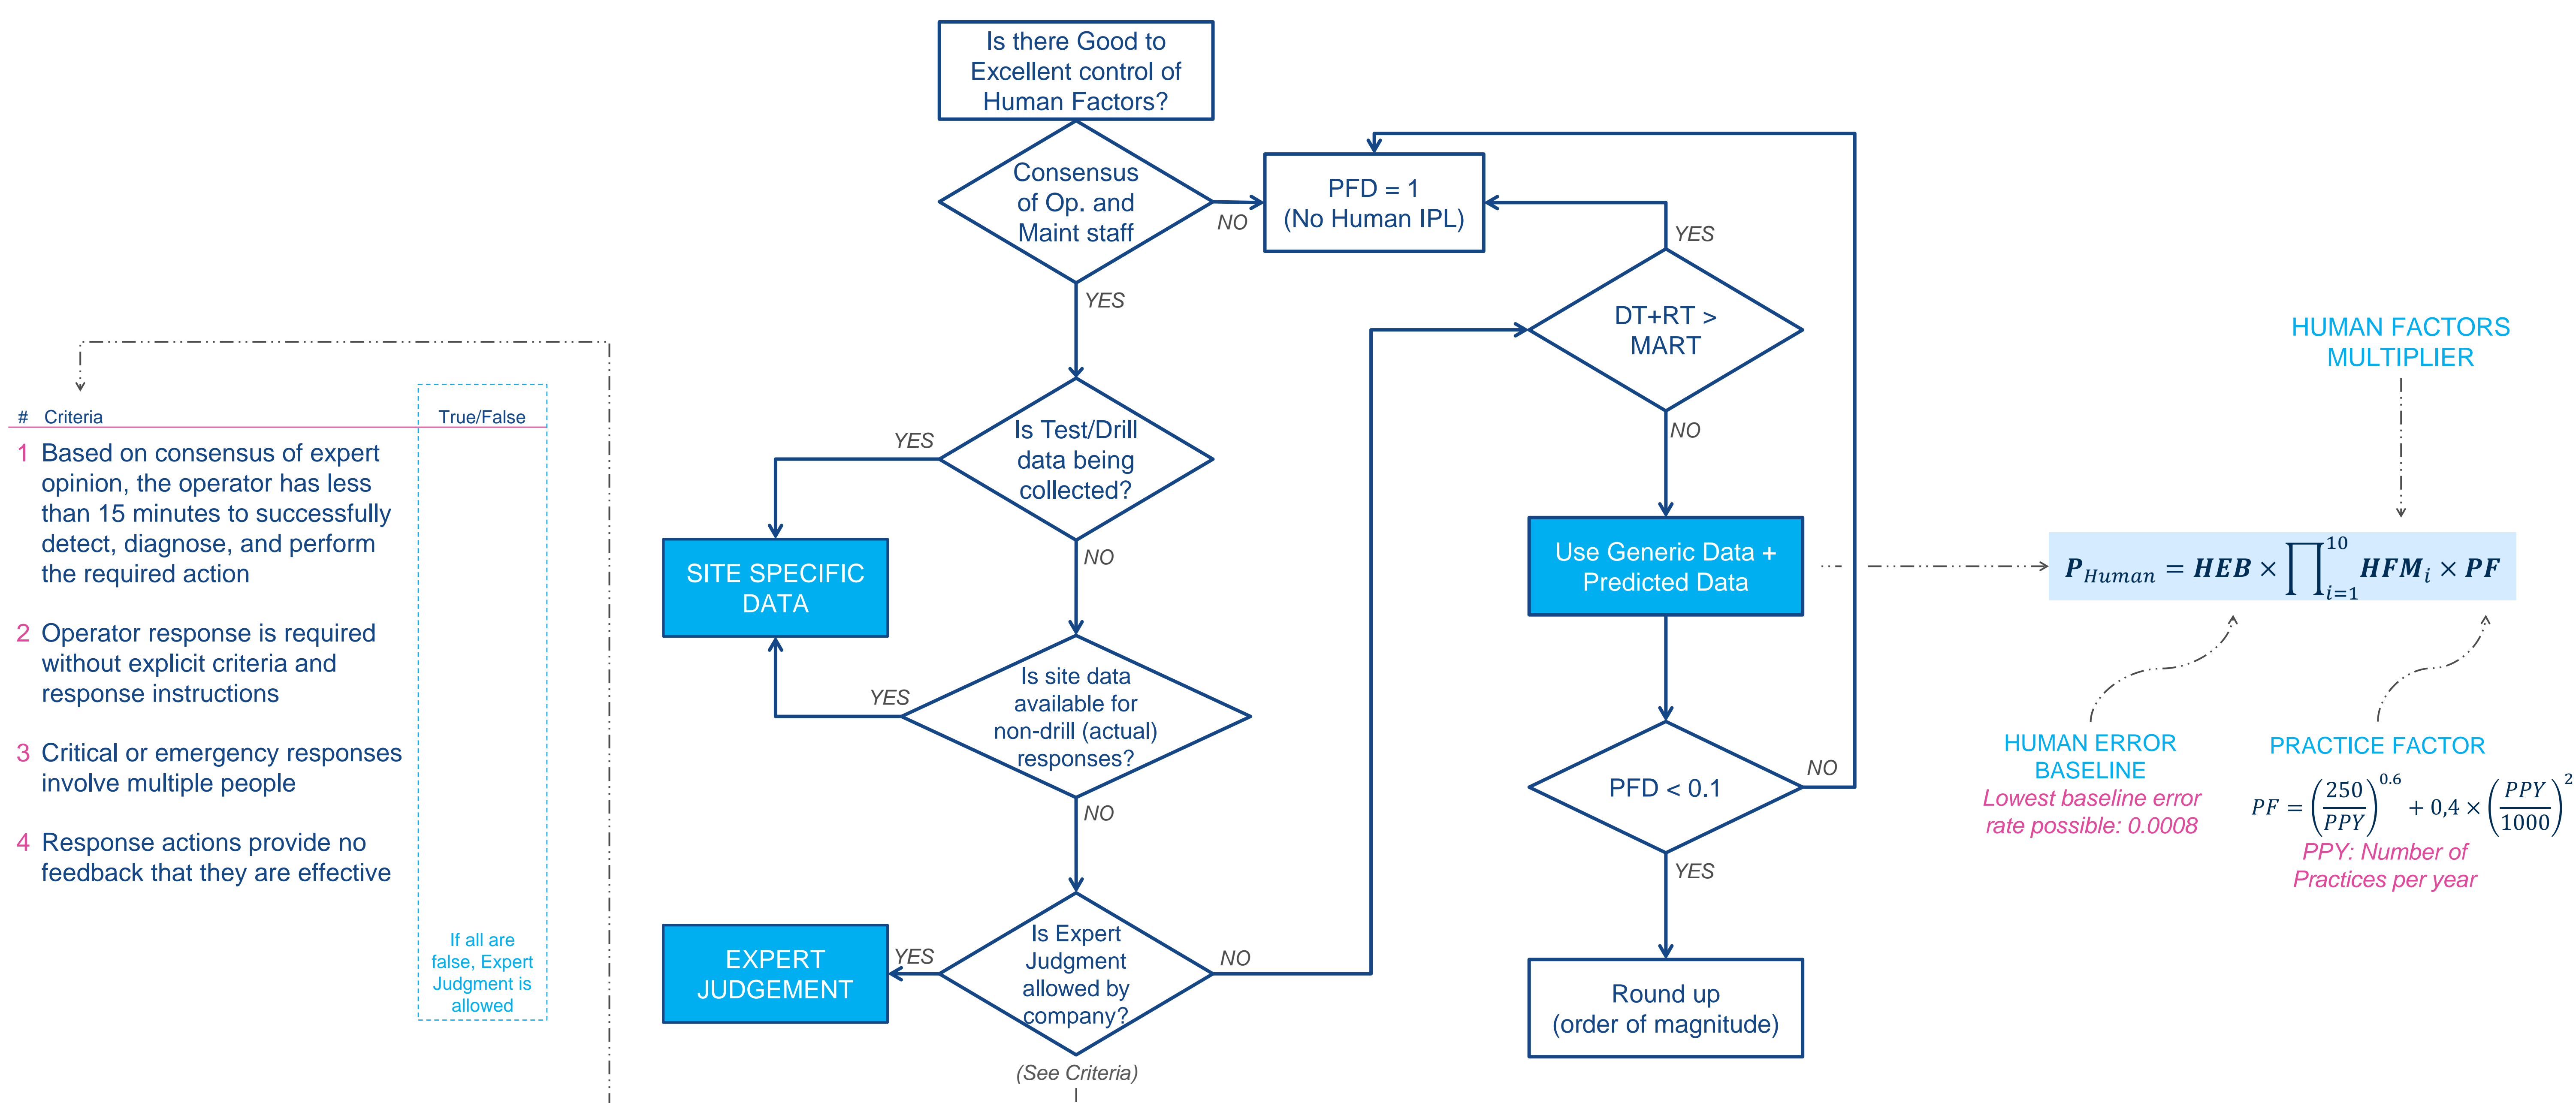 Is there Good to
Excellent control of
Human Factors?
Consensus
of Op. and
Maint staff
NO
PFD = 1
(No Human IPL)
YES
YES
DT+RT >
MART
NO
HUMAN FACTORS
MULTIPLIER
# Criteria True/False
1 Based on consensus of expert
opinion, the operator has less
than 15 minutes to successfully
detect, diagnose, and perform
the required action
2 Operator response is required
without explicit criteria and
response instructions
3 Critical or emergency responses
involve multiple people
4 Response actions provide no
feedback that they are effective
If all are
false, Expert
Judgment is
allowed
YES
Is Test/Drill
data being
collected?
NO
SITE SPECIFIC
DATA
YES
Is site data
available for
non-drill (actual)
responses?
NO
EXPERT
JUDGEMENT
YES
Is Expert
Judgment
allowed by
company?
NO
(See Criteria)
Use Generic Data +
Predicted Data
PFD < 0.1
NO
YES
Round up
(order of magnitude)
P_Human = HEB × ∏_{i=1}^{10} HFM_i × PF
HUMAN ERROR
BASELINE
Lowest baseline error
rate possible: 0.0008
PRACTICE FACTOR
PF = (250/PPY)^0.6 + 0,4 × (PPY/1000)^2
PPY: Number of
Practices per year